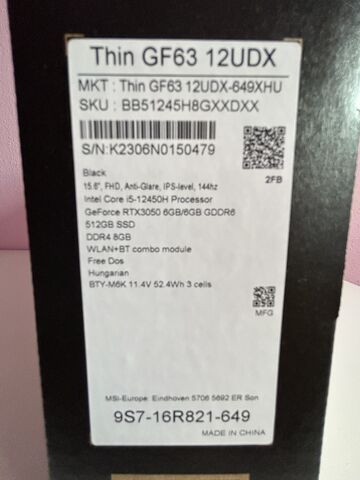 Thin GF63 12UDX
MKT : Thin GF63 12UDX-649XHU
SKU : BB51245H8GXXDXX
S/N:K2306N0150479
2FB
Black
15.6", FHD, Anti-Glare, IPS-level, 144hz
Intel Core i5-12450H Processor
GeForce RTX3050 6GB/6GB GDDR6
512GB SSD
DDR4 8GB
WLAN+BT combo module
Free Dos
Hungarian
BTY-M6K 11.4V 52.4Wh 3 cells
MFG
MSI-Europe: Eindhoven 5706 5692 ER Son
9S7-16R821-649
MADE IN CHINA